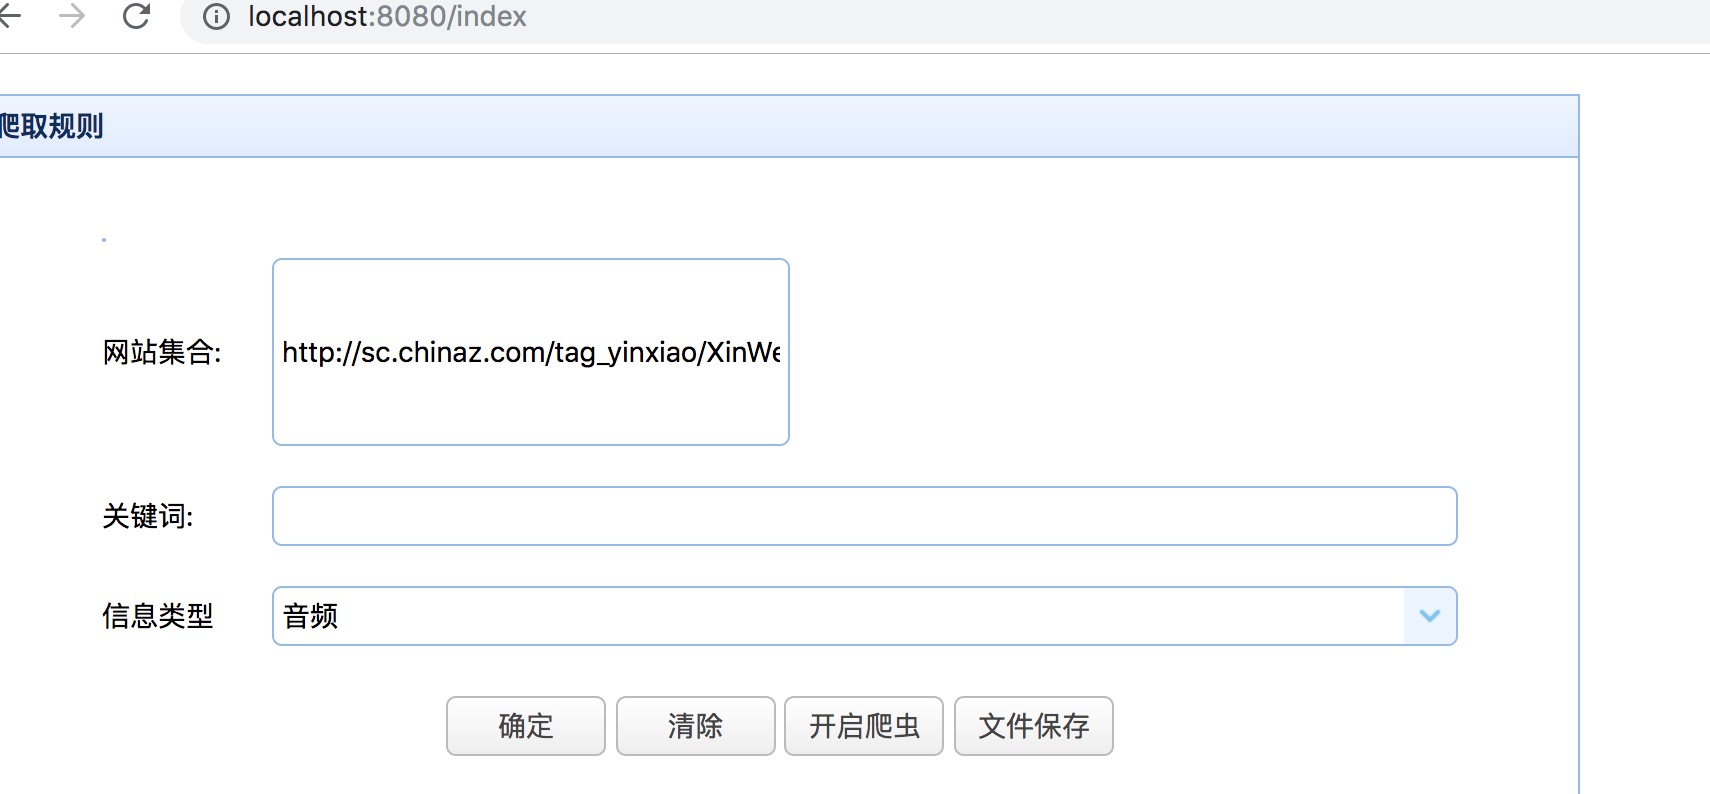 localhost:8080/index
爬取规则
网站集合:
http://sc.chinaz.com/tag_yinxiao/XinWe
关键词:
信息类型
音频
确定
清除
开启爬虫
文件保存